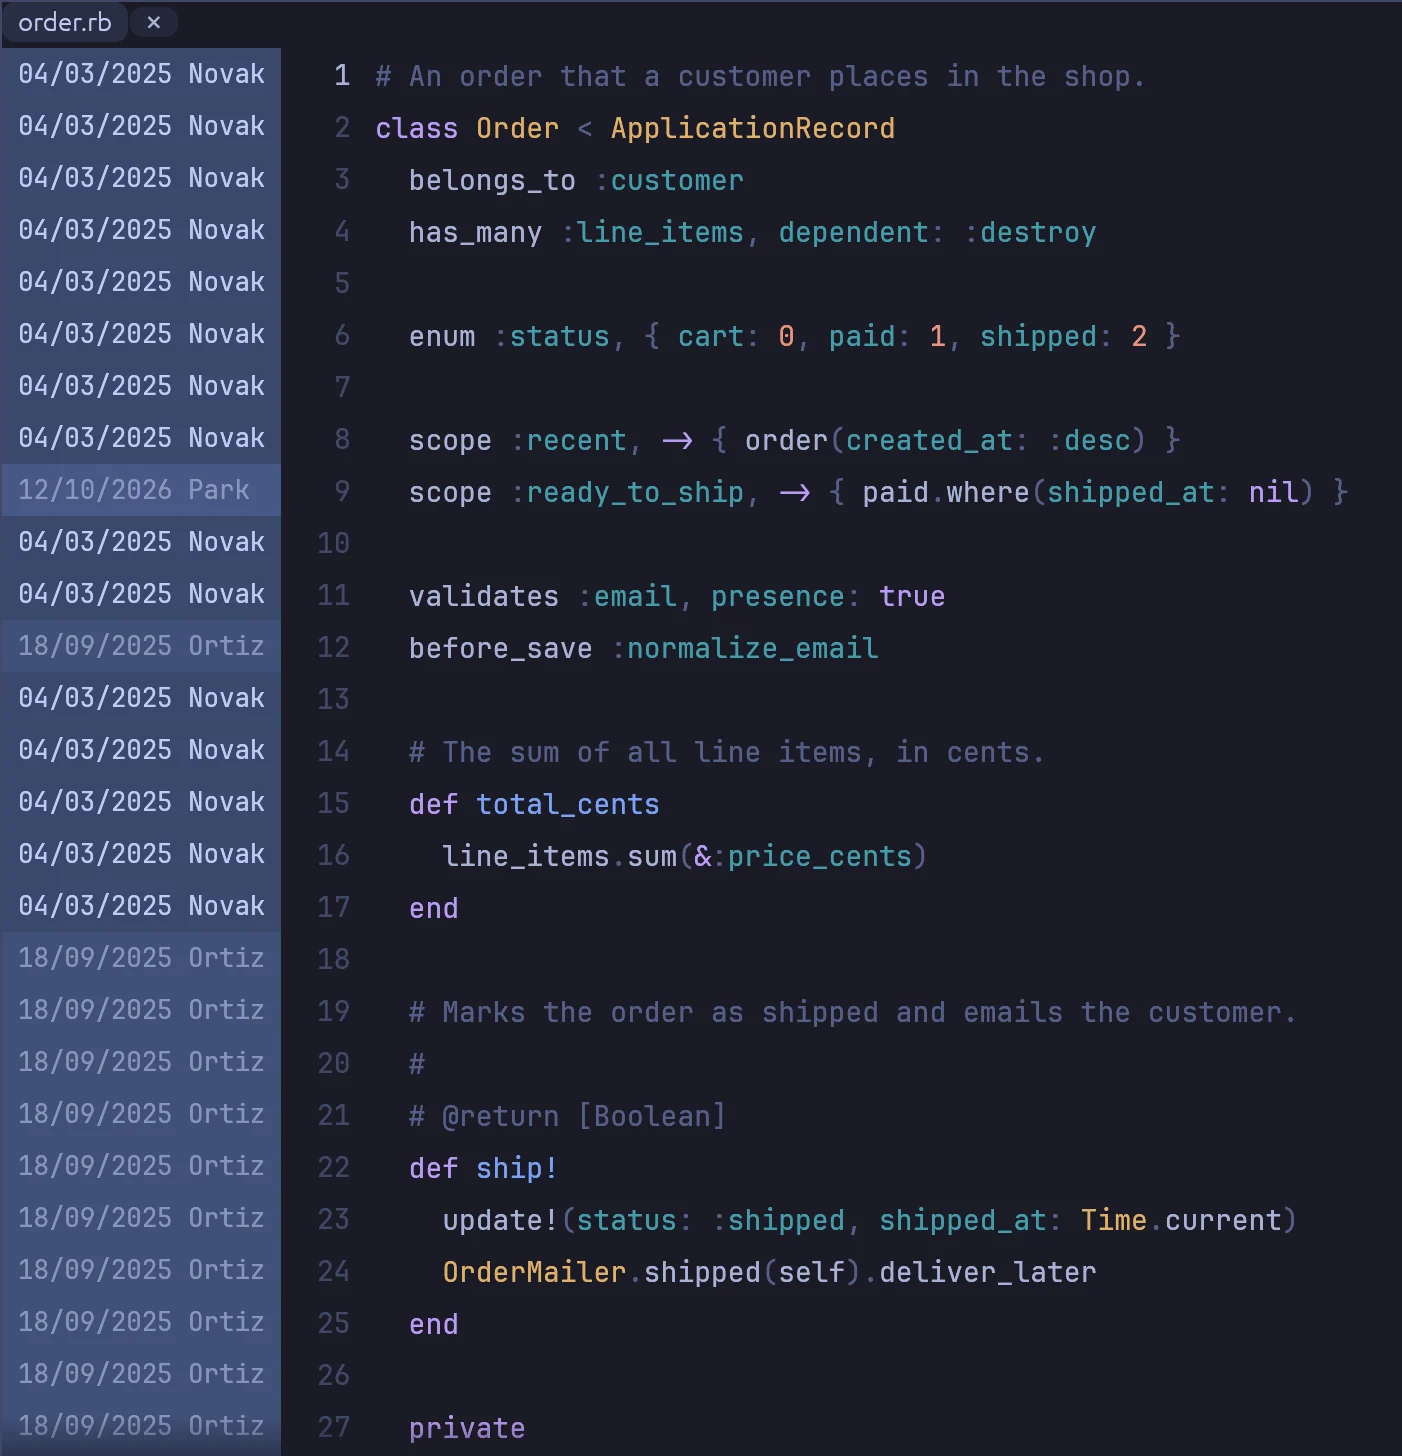 order.rb ×
04/03/2025 Novak 1 # An order that a customer places in the shop.
04/03/2025 Novak 2 class Order < ApplicationRecord
04/03/2025 Novak 3 belongs_to :customer
04/03/2025 Novak 4 has_many :line_items, dependent: :destroy
04/03/2025 Novak 5
04/03/2025 Novak 6 enum :status, { cart: 0, paid: 1, shipped: 2 }
04/03/2025 Novak 7
04/03/2025 Novak 8 scope :recent, -> { order(created_at: :desc) }
12/10/2026 Park 9 scope :ready_to_ship, -> { paid.where(shipped_at: nil) }
04/03/2025 Novak 10
04/03/2025 Novak 11 validates :email, presence: true
18/09/2025 Ortiz 12 before_save :normalize_email
04/03/2025 Novak 13
04/03/2025 Novak 14 # The sum of all line items, in cents.
04/03/2025 Novak 15 def total_cents
04/03/2025 Novak 16 line_items.sum(&:price_cents)
04/03/2025 Novak 17 end
18/09/2025 Ortiz 18
18/09/2025 Ortiz 19 # Marks the order as shipped and emails the customer.
18/09/2025 Ortiz 20 #
18/09/2025 Ortiz 21 # @return [Boolean]
18/09/2025 Ortiz 22 def ship!
18/09/2025 Ortiz 23 update!(status: :shipped, shipped_at: Time.current)
18/09/2025 Ortiz 24 OrderMailer.shipped(self).deliver_later
18/09/2025 Ortiz 25 end
18/09/2025 Ortiz 26
18/09/2025 Ortiz 27 private